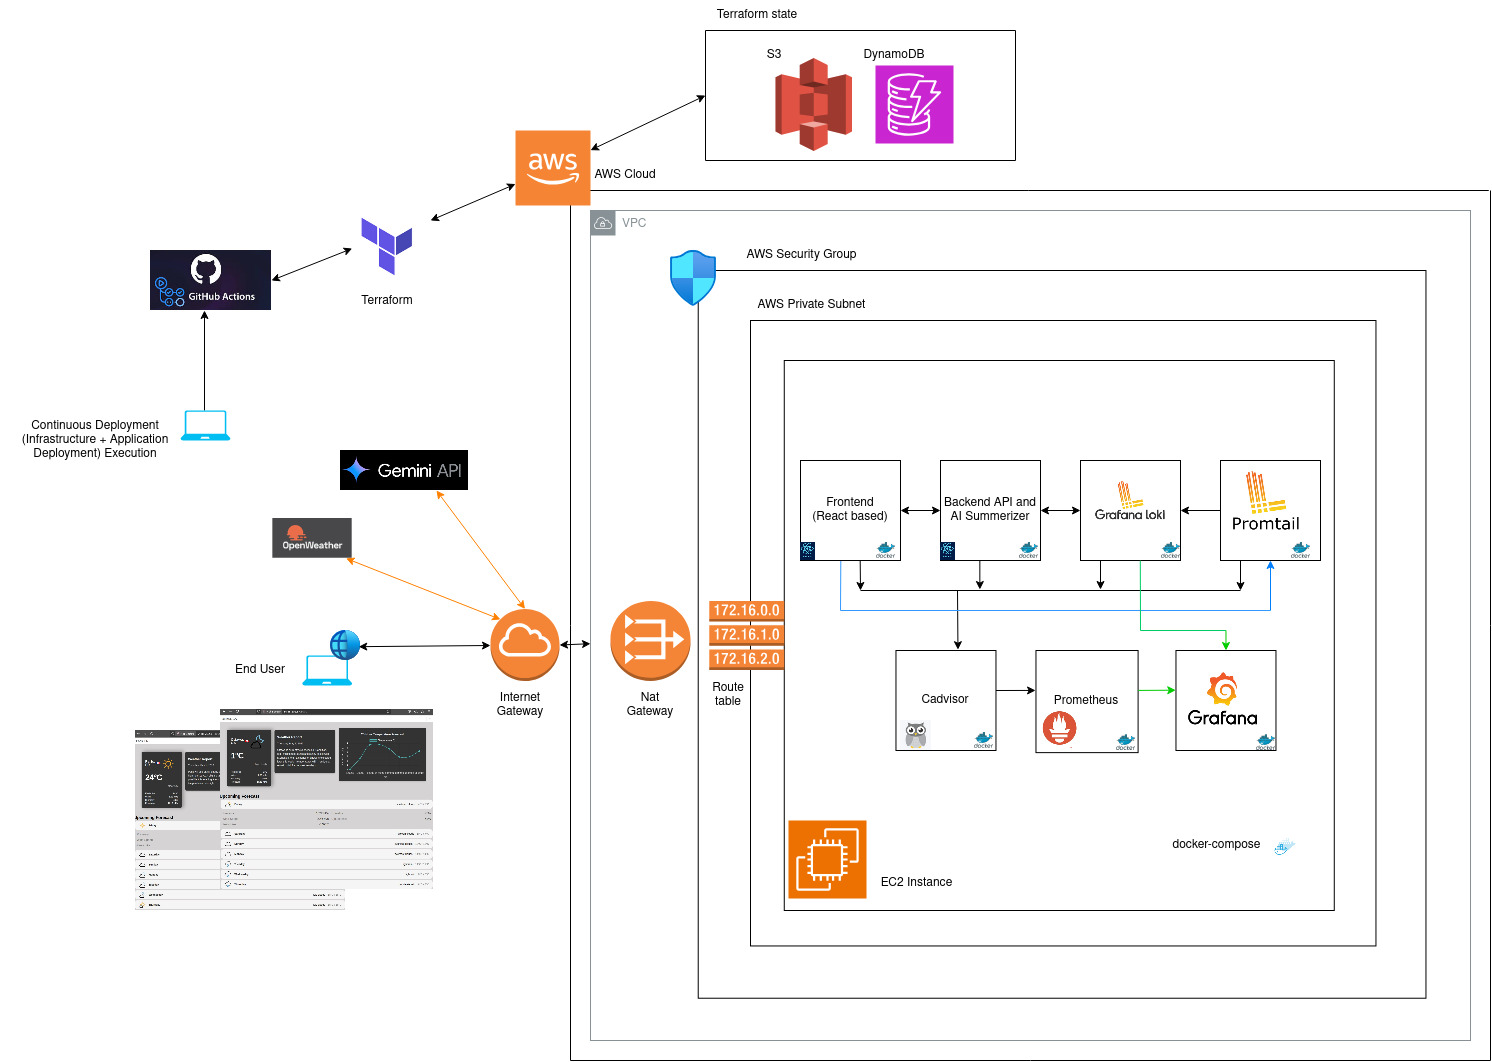 Terraform state
S3
DynamoDB
aws
AWS Cloud
VPC
AWS Security Group
GitHub Actions
Terraform
AWS Private Subnet
Continuous Deployment
(Infrastructure + Application
Deployment) Execution
Gemini API
OpenWeather
Frontend
(React based)
docker
Backend API and
AI Summerizer
docker
Grafana loki
docker
Promtail
docker
172.16.0.0
172.16.1.0
172.16.2.0
Route
table
End User
Internet
Gateway
Nat
Gateway
Cadvisor
docker
Prometheus
docker
Grafana
docker
24°C
Upcoming Forecast
1°C
Upcoming Forecast
docker-compose
EC2 Instance